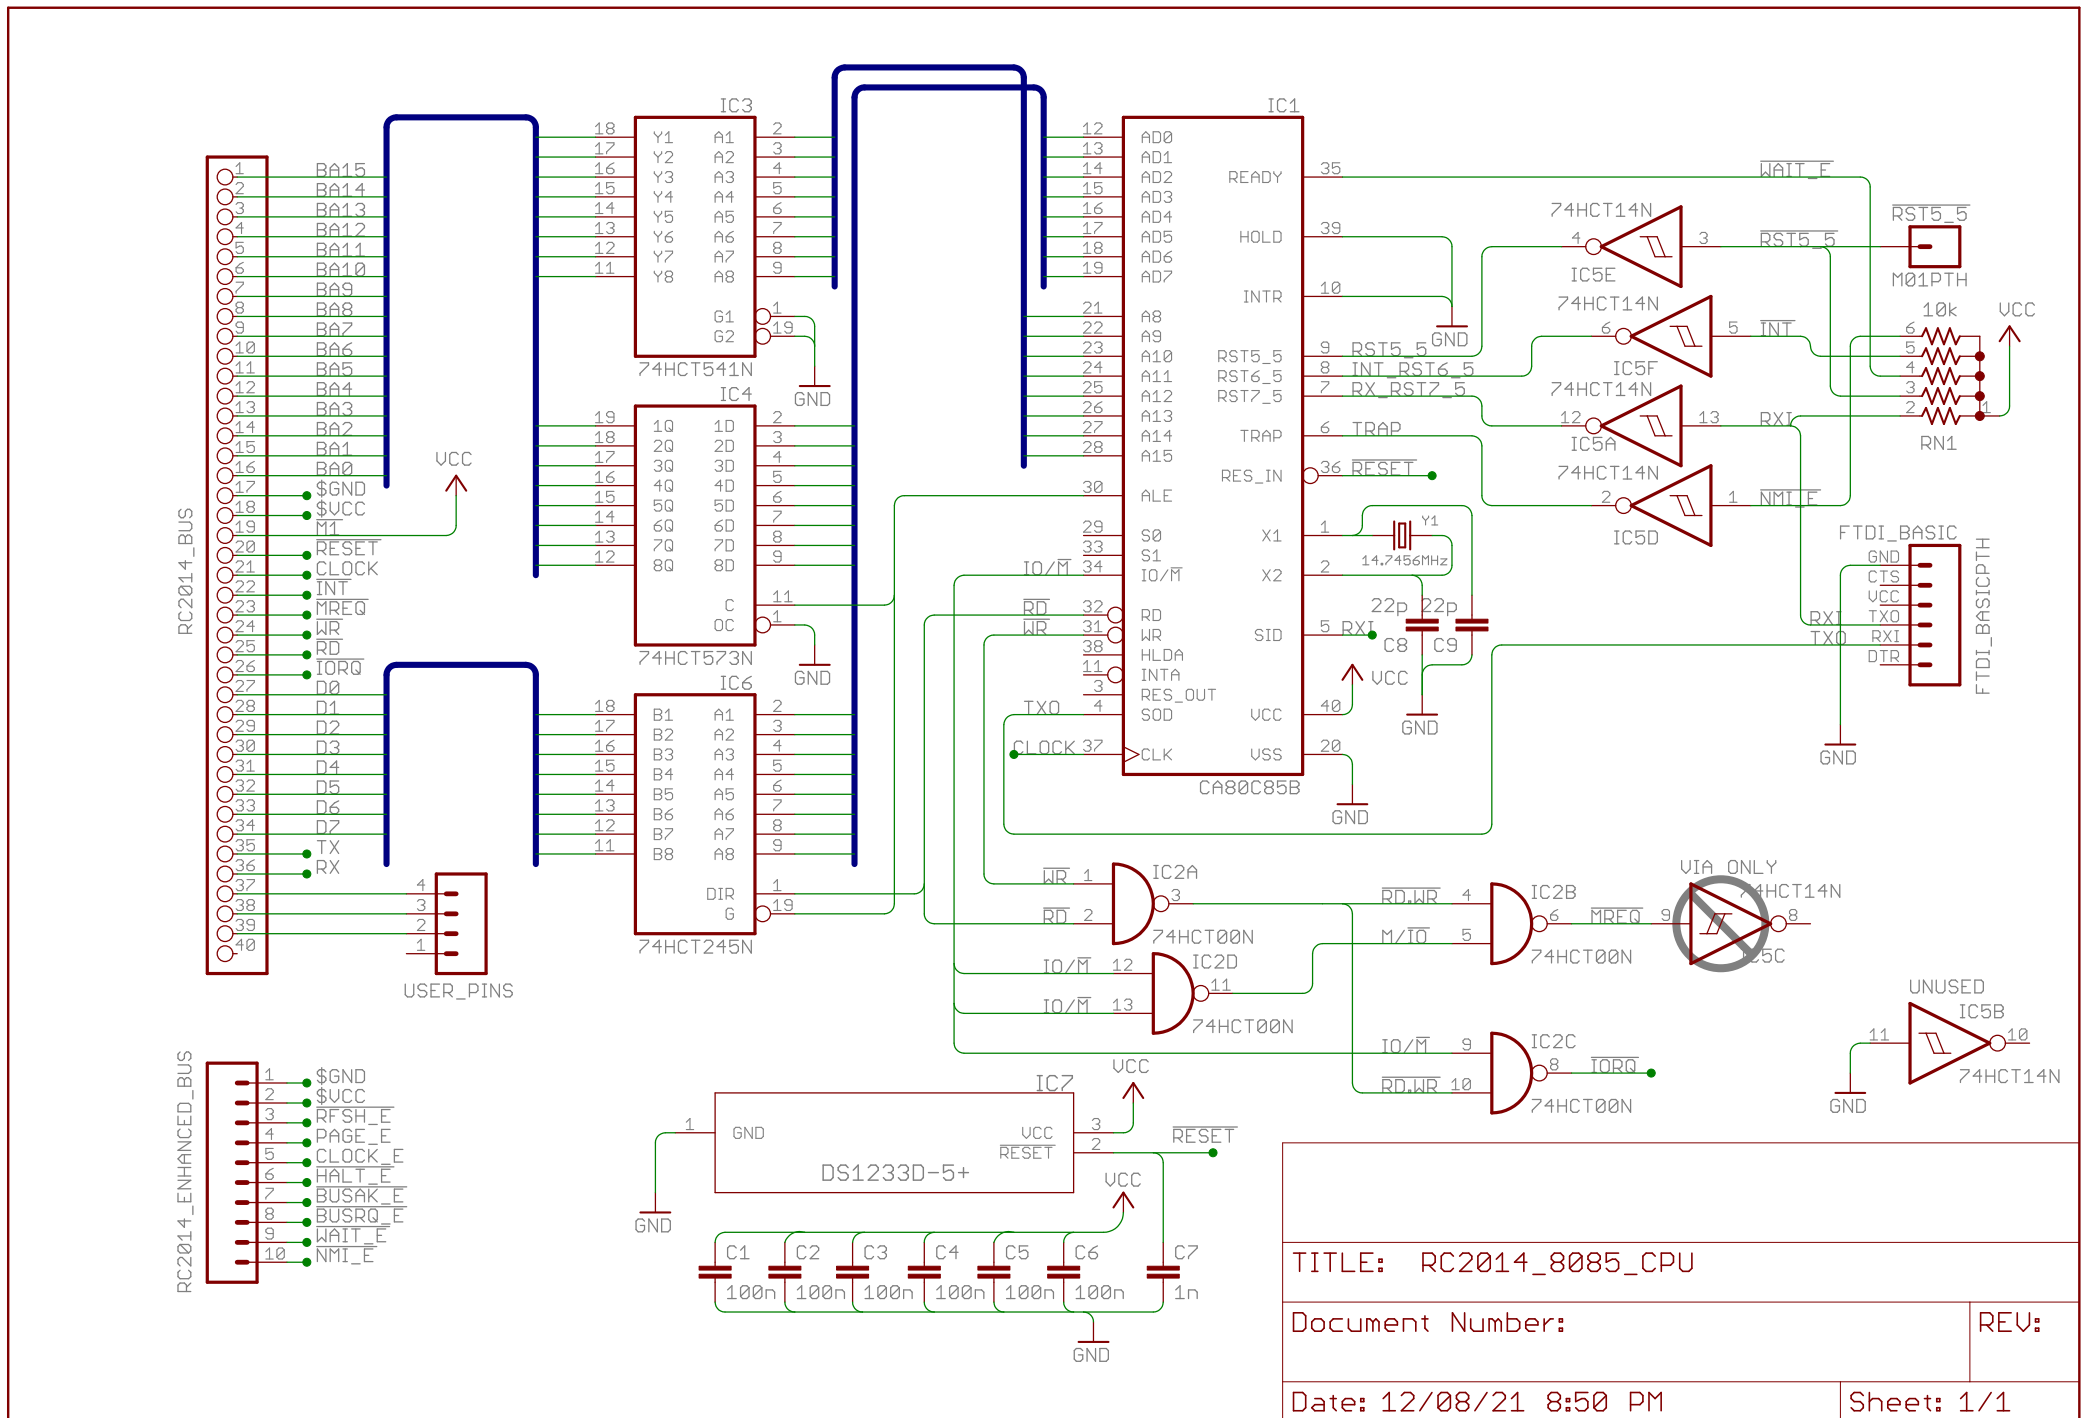 RC2014_BUS
1 BA15
2 BA14
3 BA13
4 BA12
5 BA11
6 BA10
7 BA9
8 BA8
9 BA7
10 BA6
11 BA5
12 BA4
13 BA3
14 BA2
15 BA1
16 BA0
17 $GND
18 $VCC
19 M1
20 RESET
21 CLOCK
22 INT
23 MREQ
24 WR
25 RD
26 IORQ
27 D0
28 D1
29 D2
30 D3
31 D4
32 D5
33 D6
34 D7
35 TX
36 RX
37
38
39
40
VCC
4
3
2
1
USER_PINS
RC2014_ENHANCED_BUS
1 $GND
2 $VCC
3 RFSH_E
4 PAGE_E
5 CLOCK_E
6 HALT_E
7 BUSAK_E
8 BUSRQ_E
9 WAIT_E
10 NMI_E
IC3
18 Y1 A1 2
17 Y2 A2 3
16 Y3 A3 4
15 Y4 A4 5
14 Y5 A5 6
13 Y6 A6 7
12 Y7 A7 8
11 Y8 A8 9
G1 1
G2 19
74HCT541N
GND
IC4
19 1Q 1D 2
18 2Q 2D 3
17 3Q 3D 4
16 4Q 4D 5
15 5Q 5D 6
14 6Q 6D 7
13 7Q 7D 8
12 8Q 8D 9
C 11
OC 1
74HCT573N
GND
IC6
18 B1 A1 2
17 B2 A2 3
16 B3 A3 4
15 B4 A4 5
14 B5 A5 6
13 B6 A6 7
12 B7 A7 8
11 B8 A8 9
DIR 1
G 19
74HCT245N
IC1
12 AD0
13 AD1
14 AD2
15 AD3
16 AD4
17 AD5
18 AD6
19 AD7
21 A8
22 A9
23 A10
24 A11
25 A12
26 A13
27 A14
28 A15
30 ALE
29 S0
33 S1
IO/M 34 IO/M
RD 32 RD
WR 31 WR
38 HLDA
11 INTA
3 RES_OUT
TXO 4 SOD
CLOCK 37 CLK
READY 35 WAIT_E
HOLD 39
INTR 10
GND
RST5_5 9 RST5_5
RST6_5 8 INT_RST6_5
RST7_5 7 RX_RST7_5
TRAP 6 TRAP
RES_IN 36 RESET
X1 1
X2 2
SID 5 RXI
VCC 40
VSS 20
CA80C85B
VCC
GND
Y1
14.7456MHz
22p 22p
C8 C9
GND
74HCT14N
4 3 RST5_5
IC5E
RST5_5
M01PTH
74HCT14N
6 5 INT
IC5F
74HCT14N
12 13 RXI
IC5A
74HCT14N
2 1 NMI_E
IC5D
10k
VCC
6
5
4
3
2 1
RN1
FTDI_BASIC
GND
CTS
VCC
RXI TXO
TXO RXI
DTR
FTDI_BASICPTH
GND
WR 1 IC2A
3
RD 2
74HCT00N
IO/M 12 IC2D
11
IO/M 13
74HCT00N
RD.WR 4 IC2B
6 MREQ
M/IO 5
74HCT00N
VIA ONLY
74HCT14N
9 8
IC5C
IO/M 9 IC2C
8 IORQ
RD.WR 10
74HCT00N
UNUSED
IC5B
11 10
74HCT14N
GND
IC7
VCC
1 GND VCC 3
RESET 2 RESET
DS1233D-5+
GND
VCC
C1 C2 C3 C4 C5 C6 C7
100n 100n 100n 100n 100n 100n 1n
GND
TITLE: RC2014_8085_CPU
Document Number:
REV:
Date: 12/08/21 8:50 PM
Sheet: 1/1